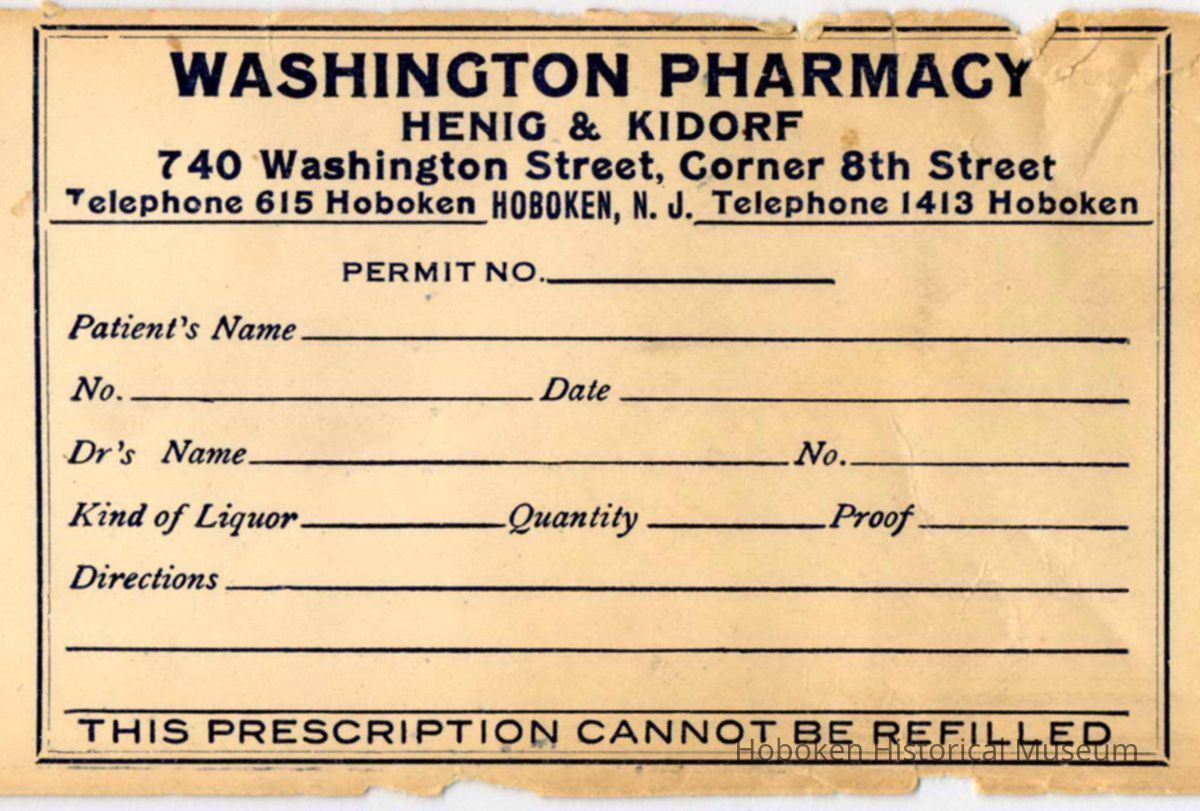 WASHINGTON PHARMACY
HENIG & KIDORF
740 Washington Street, Corner 8th Street
Telephone 615 Hoboken HOBOKEN, N. J. Telephone 1413 Hoboken
PERMIT NO.
Patient's Name
No. Date
Dr's Name No.
Kind of Liquor Quantity Proof
Directions
THIS PRESCRIPTION CANNOT BE REFILLED
Hoboken Historical Museum